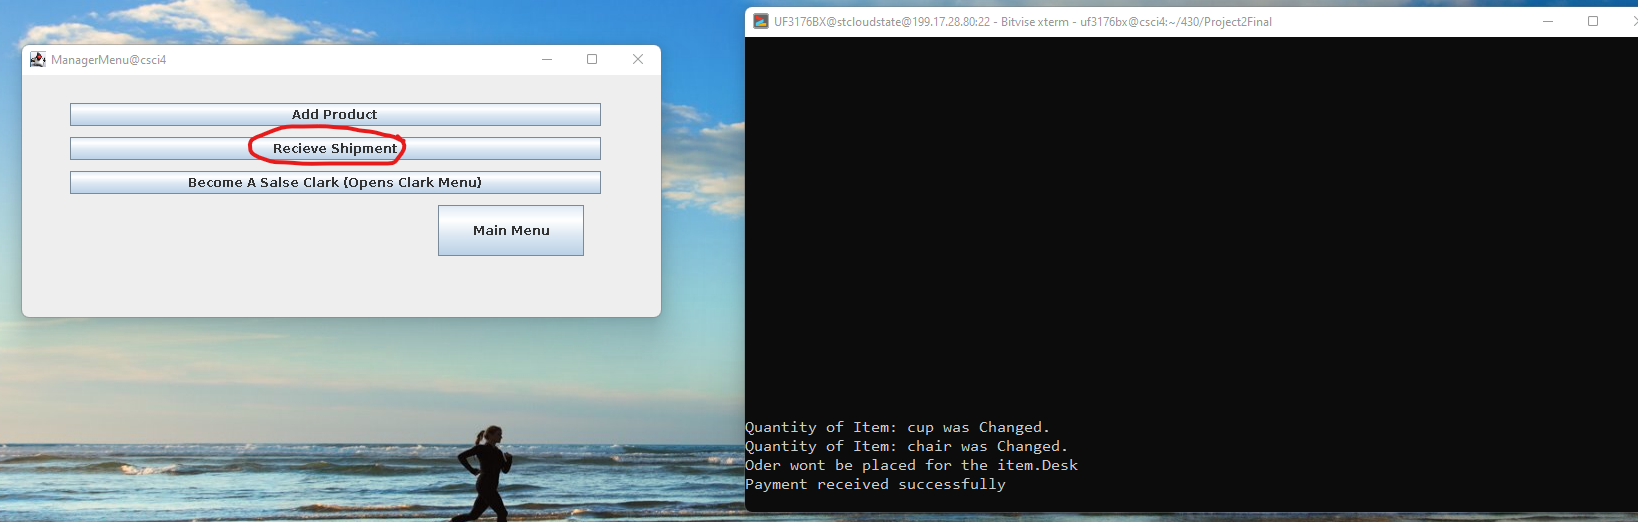 ManagerMenu@csci4
Add Product
Recieve Shipment
Become A Salse Clark (Opens Clark Menu)
Main Menu
UF3176BX@stcloudstate@199.17.28.80:22 - Bitvise xterm - uf3176bx@csci4:~/430/Project2Final
Quantity of Item: cup was Changed.
Quantity of Item: chair was Changed.
Oder wont be placed for the item.Desk
Payment received successfully